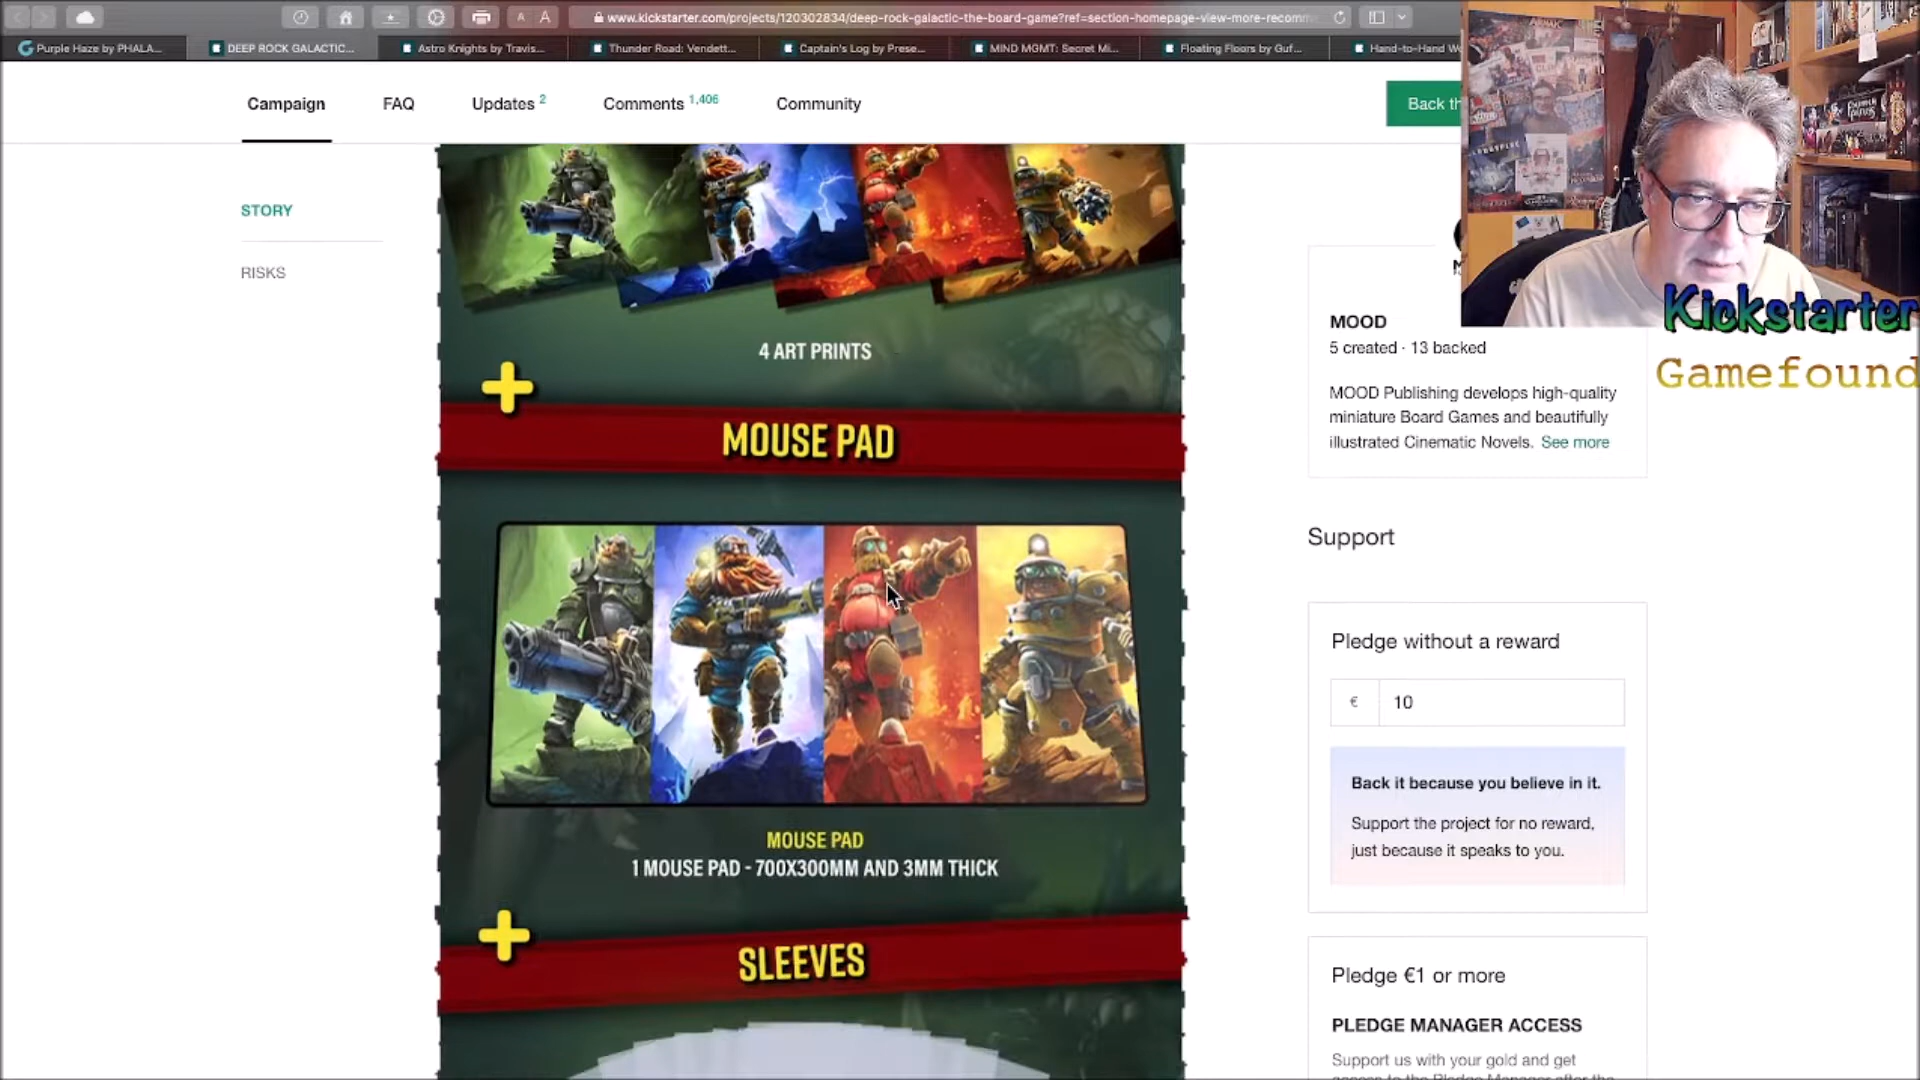 www.kickstarter.com/projects/120302834/deep-rock-galactic-the-board-game?ref=section-homepage-view-more-recomm
Purple Haze by PHALA...
DEEP ROCK GALACTIC...
Astro Knights by Travis...
Thunder Road: Vendett...
Captain's Log by Prese...
MIND MGMT: Secret Mi...
Floating Floors by Guf...
Hand-to-Hand Wo
Campaign
FAQ
Updates 2
Comments 1,406
Community
Back th
STORY
RISKS
4 ART PRINTS
MOUSE PAD
MOUSE PAD
1 MOUSE PAD - 700X300MM AND 3MM THICK
SLEEVES
Kickstarter
Gamefound
MOOD
5 created · 13 backed
MOOD Publishing develops high-quality
miniature Board Games and beautifully
illustrated Cinematic Novels. See more
Support
Pledge without a reward
€ 10
Back it because you believe in it.
Support the project for no reward,
just because it speaks to you.
Pledge €1 or more
PLEDGE MANAGER ACCESS
Support us with your gold and get